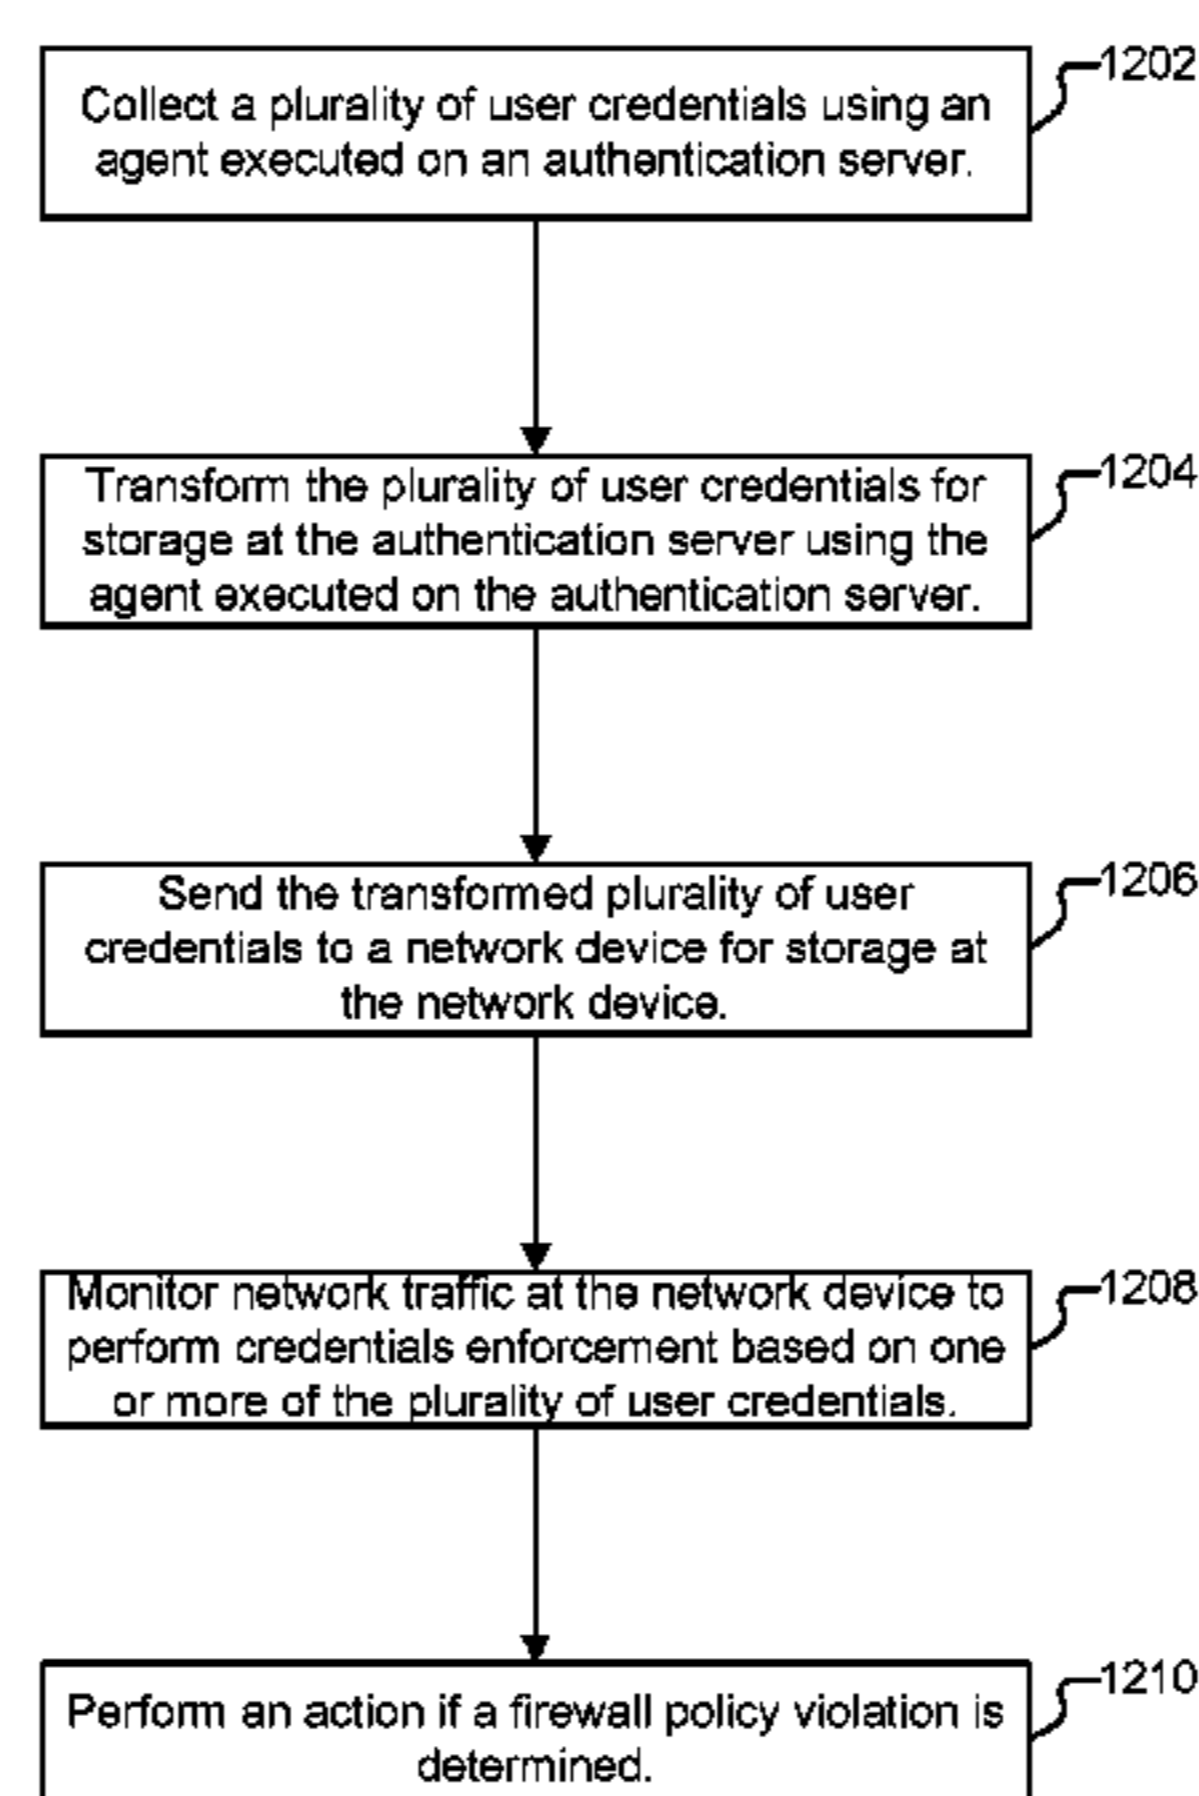 Collect a plurality of user credentials using an
agent executed on an authentication server.
1202
Transform the plurality of user credentials for
storage at the authentication server using the
agent executed on the authentication server.
1204
Send the transformed plurality of user
credentials to a network device for storage at
the network device.
1206
Monitor network traffic at the network device to
perform credentials enforcement based on one
or more of the plurality of user credentials.
1208
Perform an action if a firewall policy violation is
determined.
1210